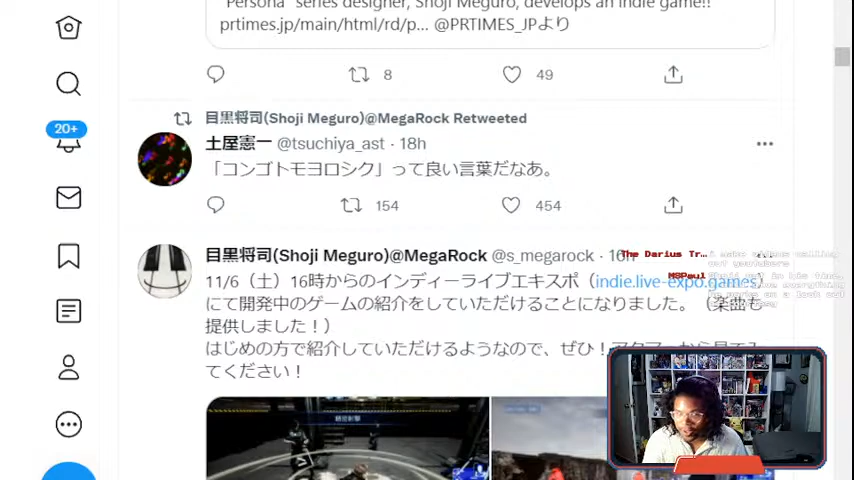 "Persona" series designer, Shoji Meguro, develops an indie game!!
prtimes.jp/main/html/rd/p... @PRTIMES_JPより
8
49
目黒将司(Shoji Meguro)@MegaRock Retweeted
20+
土屋憲一 @tsuchiya_ast · 18h
「コンゴトモヨロシク」って良い言葉だなあ。
154
454
目黒将司(Shoji Meguro)@MegaRock @s_megarock · 16h
The Darius Tr…
11/6（土）16時からのインディーライブエキスポ（indie.live-expo.games）
にて開発中のゲームの紹介をしていただけることになりました。（楽曲も
提供しました！）
はじめの方で紹介していただけるようなので、ぜひ！
てください！